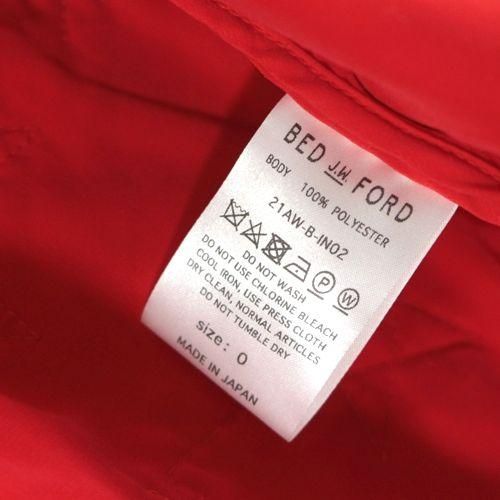 BED J.W. FORD
BODY 100% POLYESTER
21AW-B-IN02
P W
DO NOT WASH
DO NOT USE CHLORINE BLEACH
COOL IRON, USE PRESS CLOTH
DRY CLEAN, NORMAL ARTICLES
DO NOT TUMBLE DRY
size: 0
MADE IN JAPAN